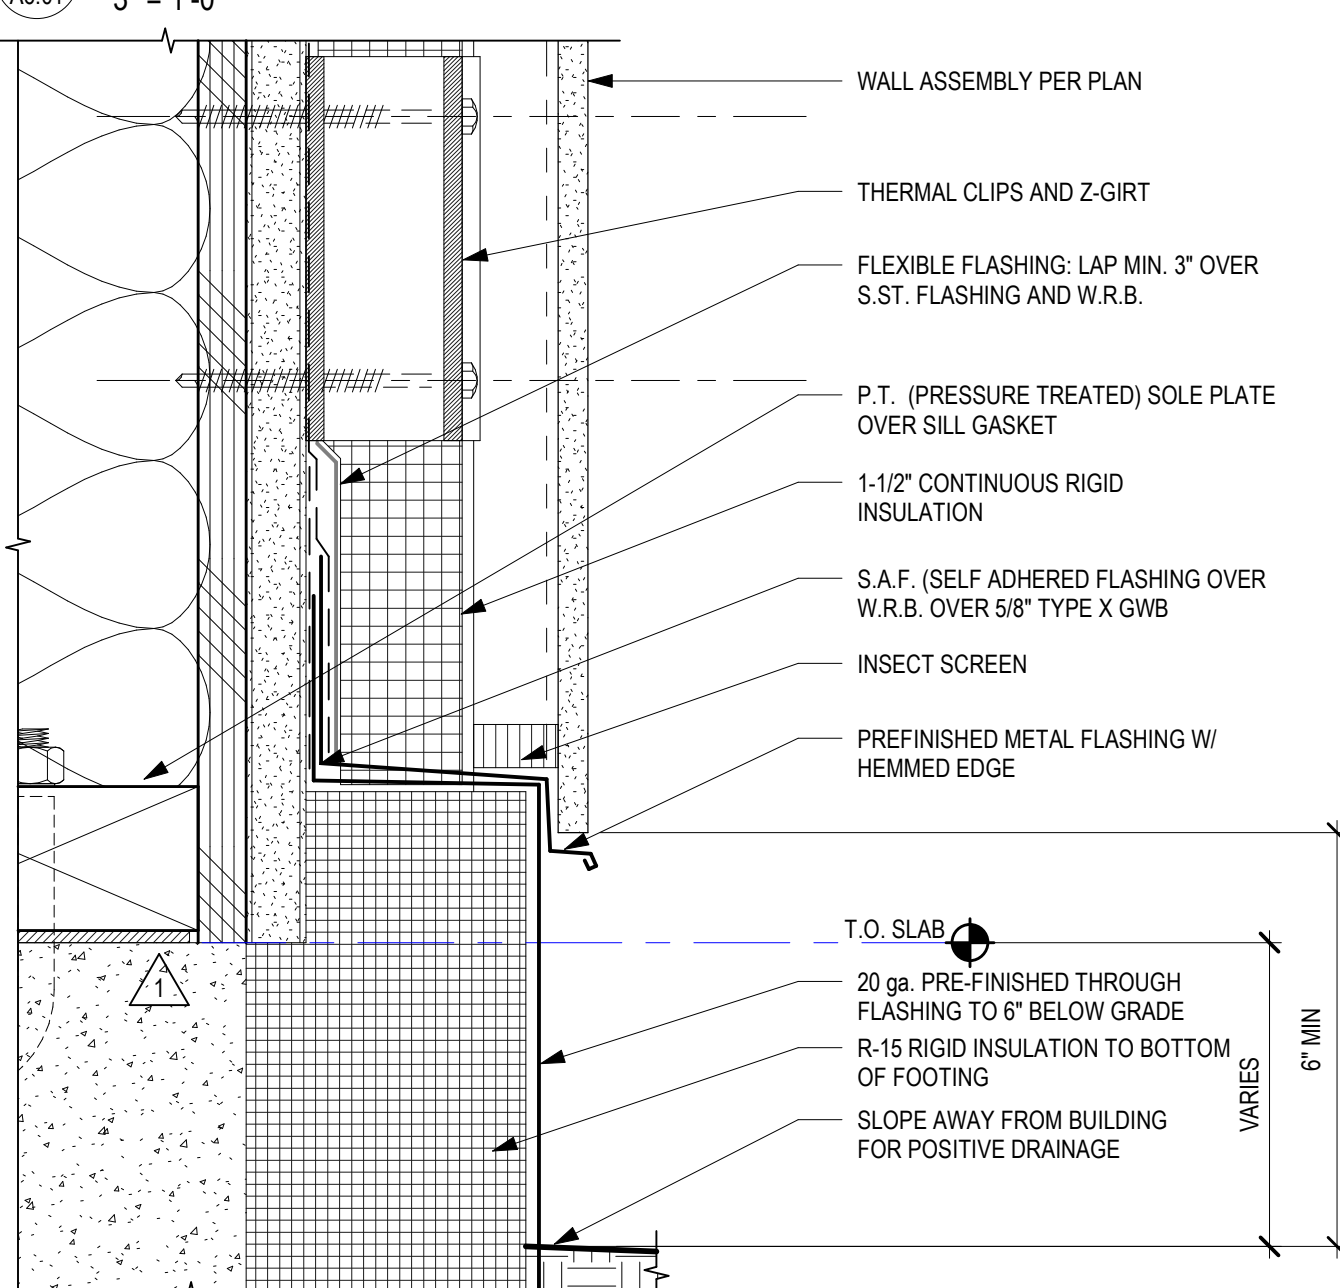 3" = 1'-0"
WALL ASSEMBLY PER PLAN
THERMAL CLIPS AND Z-GIRT
FLEXIBLE FLASHING: LAP MIN. 3" OVER
S.ST. FLASHING AND W.R.B.
P.T. (PRESSURE TREATED) SOLE PLATE
OVER SILL GASKET
1-1/2" CONTINUOUS RIGID
INSULATION
S.A.F. (SELF ADHERED FLASHING OVER
W.R.B. OVER 5/8" TYPE X GWB
INSECT SCREEN
PREFINISHED METAL FLASHING W/
HEMMED EDGE
T.O. SLAB
1
20 ga. PRE-FINISHED THROUGH
FLASHING TO 6" BELOW GRADE
R-15 RIGID INSULATION TO BOTTOM
OF FOOTING
SLOPE AWAY FROM BUILDING
FOR POSITIVE DRAINAGE
VARIES
6" MIN